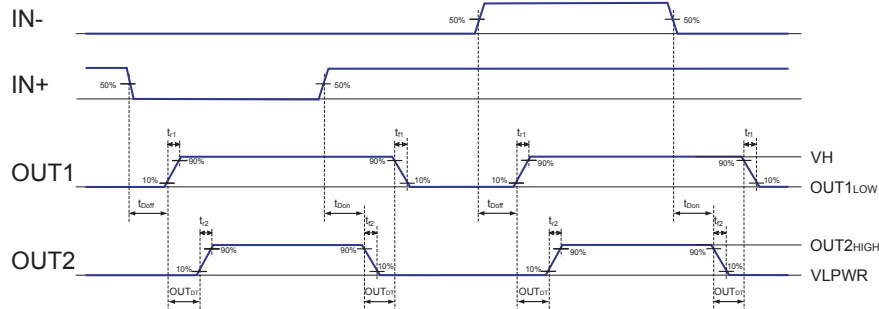 IN-
50%
50%
IN+
50%
50%
tr1
tf1
tr1
tf1
OUT1
90%
90%
90%
90%
VH
10%
10%
10%
10%
OUT1LOW
tDoff
tDon
tDoff
tDon
tr2
tf2
tr2
tf2
OUT2
90%
90%
90%
90%
OUT2HIGH
10%
10%
10%
10%
VLPWR
OUTDT
OUTDT
OUTDT
OUTDT